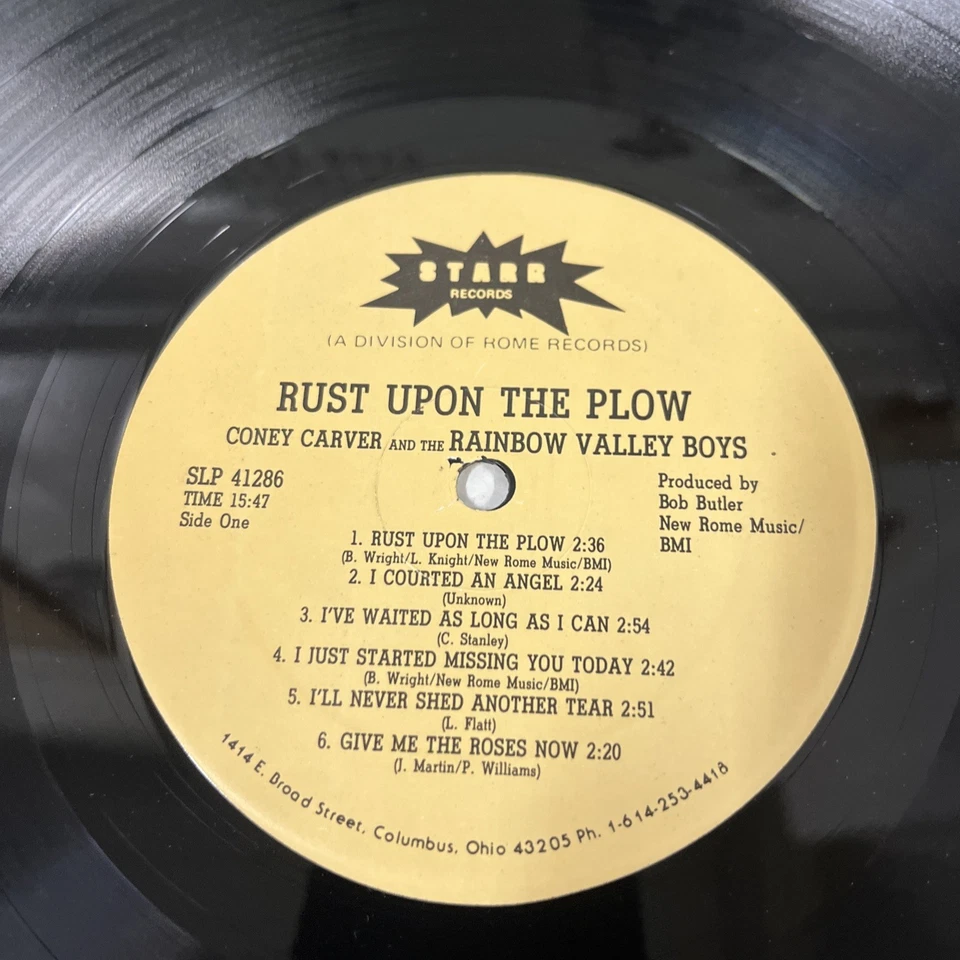 STARR
RECORDS
(A DIVISION OF ROME RECORDS)
RUST UPON THE PLOW
CONEY CARVER AND THE RAINBOW VALLEY BOYS
SLP 41286
TIME 15:47
Side One
Produced by
Bob Butler
New Rome Music/
BMI
1. RUST UPON THE PLOW 2:36
(B. Wright/L. Knight/New Rome Music/BMI)
2. I COURTED AN ANGEL 2:24
(Unknown)
3. I'VE WAITED AS LONG AS I CAN 2:54
(C. Stanley)
4. I JUST STARTED MISSING YOU TODAY 2:42
(B. Wright/New Rome Music/BMI)
5. I'LL NEVER SHED ANOTHER TEAR 2:51
(L. Flatt)
6. GIVE ME THE ROSES NOW 2:20
(J. Martin/P. Williams)
1414 E. Broad Street, Columbus, Ohio 43205 Ph. 1-614-253-4418